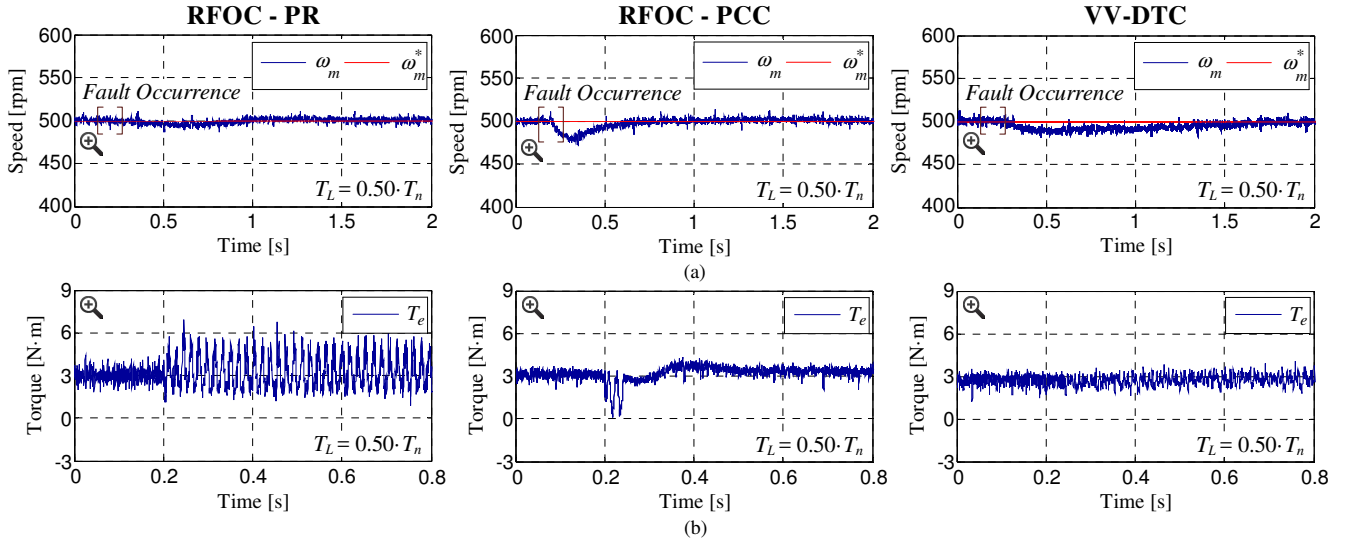 RFOC - PR
RFOC - PCC
VV-DTC
600
550
500
450
400
Speed [rpm]
ω_m
ω_m^*
Fault Occurrence
T_L = 0.50· T_n
0
0.5
1
1.5
2
Time [s]
600
550
500
450
400
Speed [rpm]
ω_m
ω_m^*
Fault Occurrence
T_L = 0.50· T_n
0
0.5
1
1.5
2
Time [s]
600
550
500
450
400
Speed [rpm]
ω_m
ω_m^*
Fault Occurrence
T_L = 0.50· T_n
0
0.5
1
1.5
2
Time [s]
(a)
9
6
3
0
-3
Torque [N·m]
T_e
T_L = 0.50· T_n
0
0.2
0.4
0.6
0.8
Time [s]
9
6
3
0
-3
Torque [N·m]
T_e
T_L = 0.50· T_n
0
0.2
0.4
0.6
0.8
Time [s]
9
6
3
0
-3
Torque [N·m]
T_e
T_L = 0.50· T_n
0
0.2
0.4
0.6
0.8
Time [s]
(b)